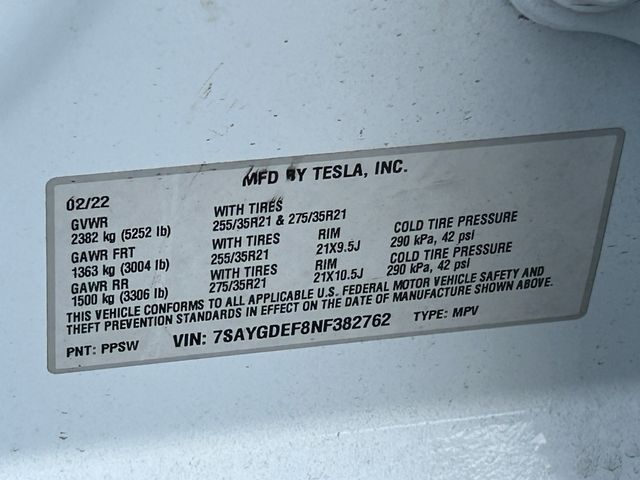 MFD BY TESLA, INC.
02/22
GVWR WITH TIRES
2382 kg (5252 lb) 255/35R21 & 275/35R21
GAWR FRT WITH TIRES RIM COLD TIRE PRESSURE
1363 kg (3004 lb) 255/35R21 21X9.5J 290 kPa, 42 psi
GAWR RR WITH TIRES RIM COLD TIRE PRESSURE
1500 kg (3306 lb) 275/35R21 21X10.5J 290 kPa, 42 psi
THIS VEHICLE CONFORMS TO ALL APPLICABLE U.S. FEDERAL MOTOR VEHICLE SAFETY AND
THEFT PREVENTION STANDARDS IN EFFECT ON THE DATE OF MANUFACTURE SHOWN ABOVE.
PNT: PPSW VIN: 7SAYGDEF8NF382762 TYPE: MPV